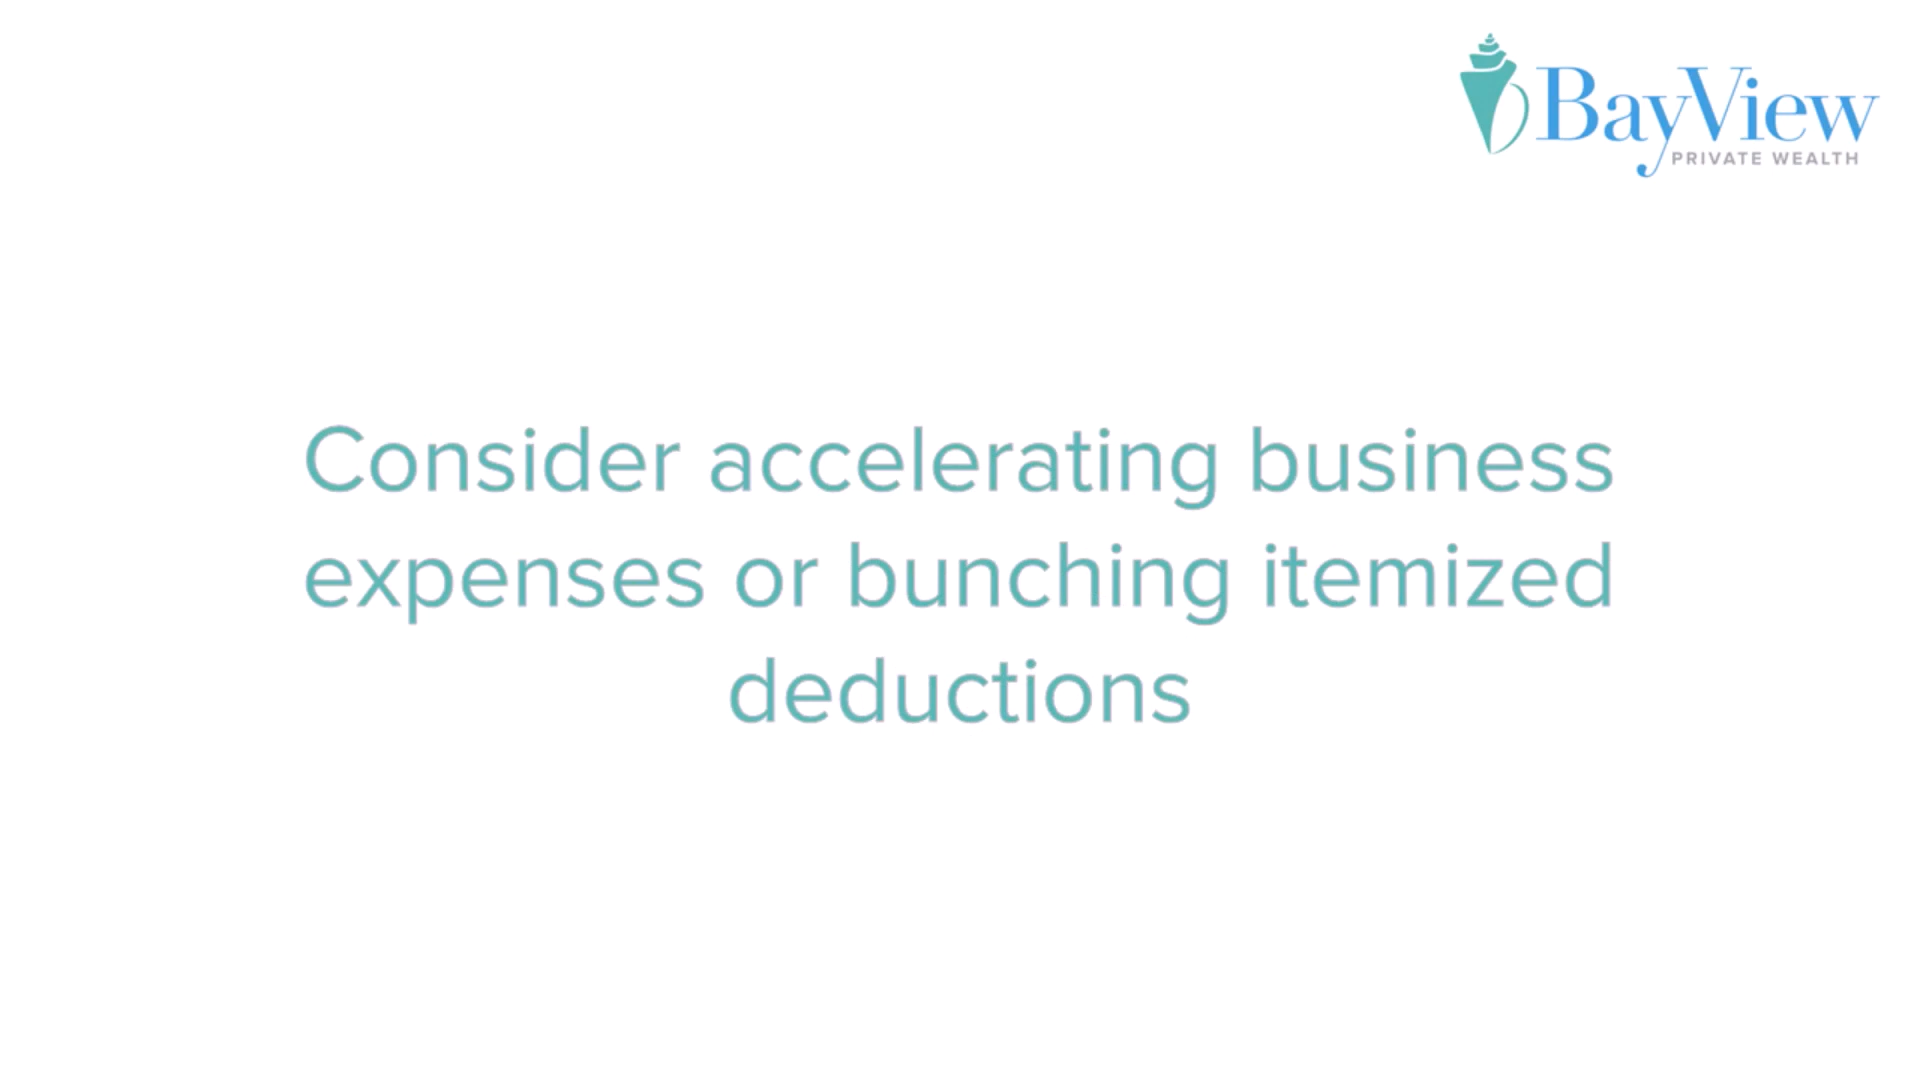 BayView
PRIVATE WEALTH
Consider accelerating business
expenses or bunching itemized
deductions